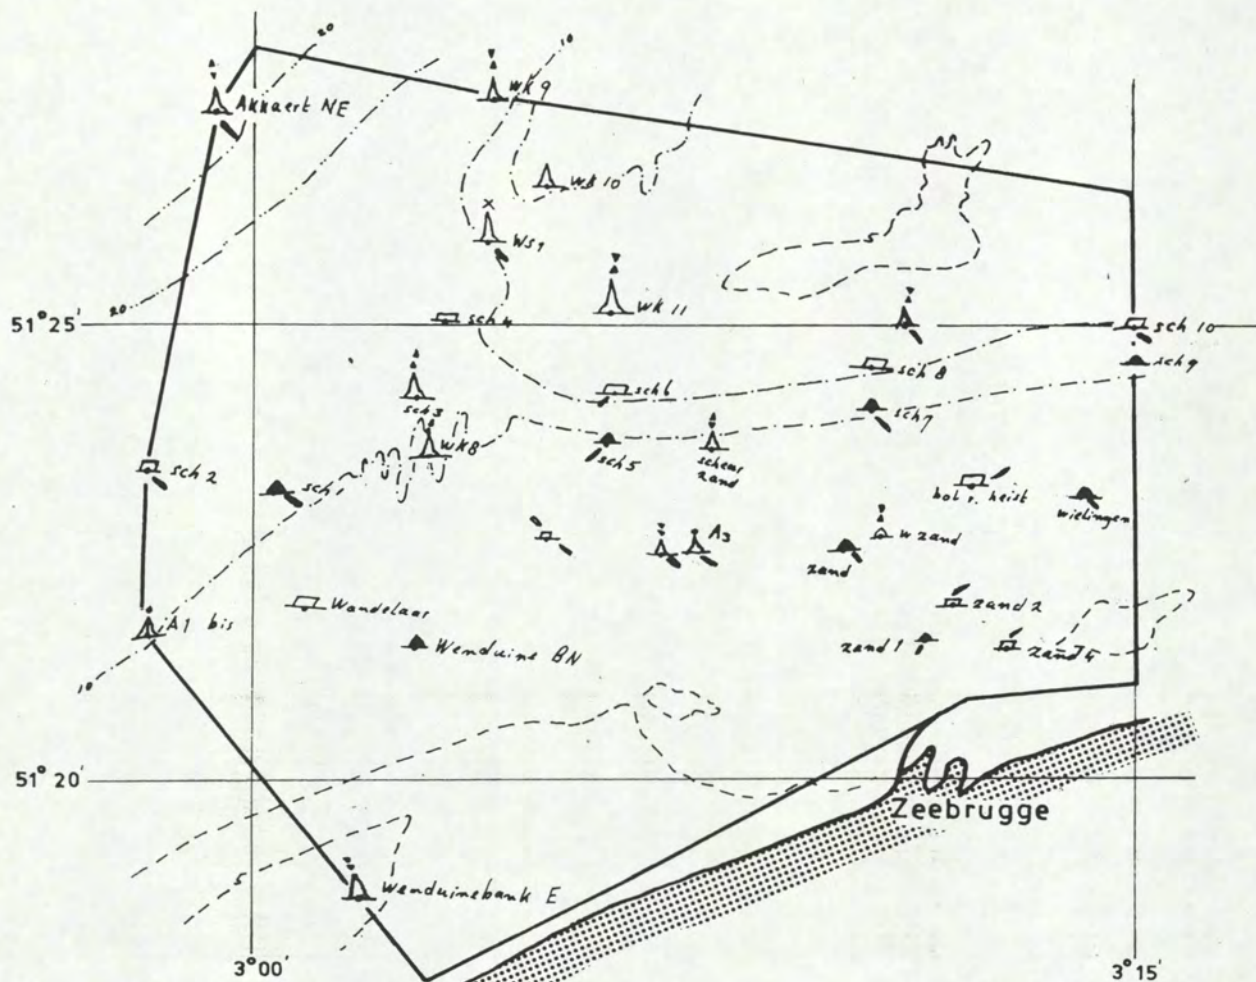 20
10
WK 9
Akkaert NE
WK 10
WS 1
5
20
WK 11
51° 25'
sch 4
sch 10
sch 9
sch 8
sch 6
sch 3
sch 7
WK 8
sch 5
scheur
zand
sch 2
sch
bol v. heist
wielingen
A3
w zand
zand
Wandelaar
zand 2
A1 bis
Wenduine BN
zand 1
zand 4
10
51° 20'
Zeebrugge
5
Wenduinebank E
3°00'
3°15'